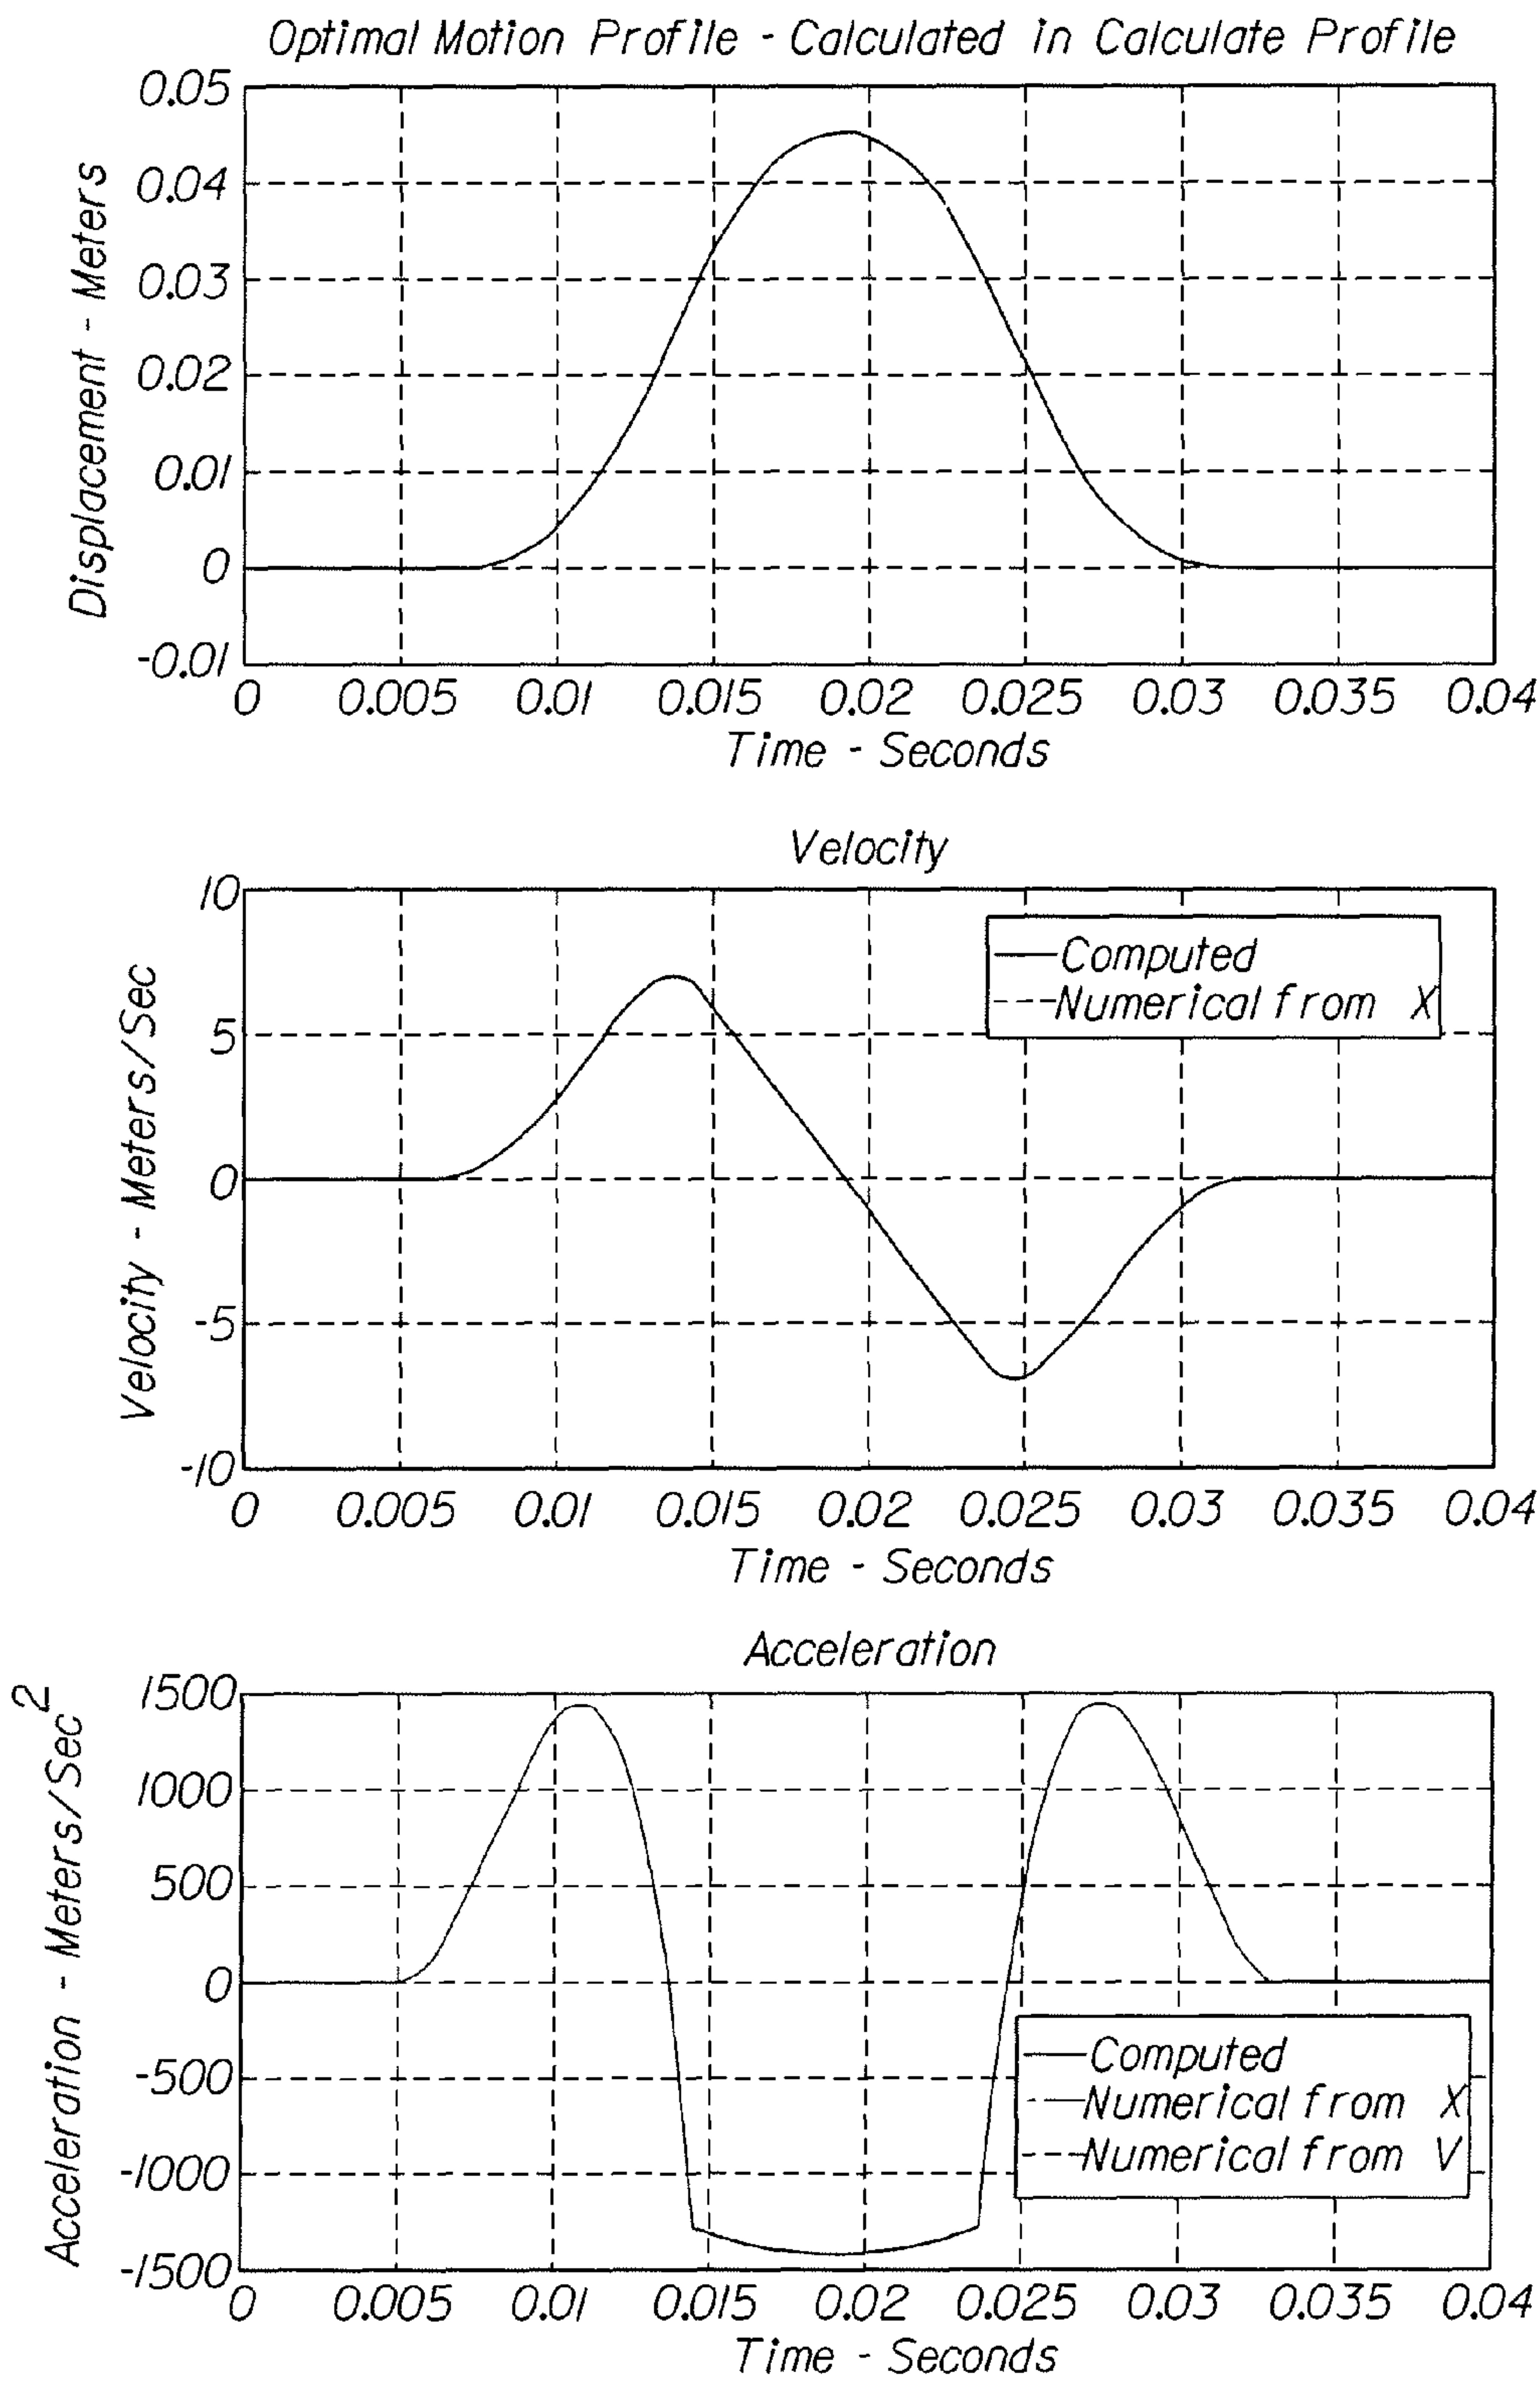 Optimal Motion Profile - Calculated in Calculate Profile
Displacement - Meters
0.05
0.04
0.03
0.02
0.01
0
-0.01
0 0.005 0.01 0.015 0.02 0.025 0.03 0.035 0.04
Time - Seconds
Velocity
Velocity - Meters/Sec
10
5
0
-5
-10
Computed
Numerical from X
0 0.005 0.01 0.015 0.02 0.025 0.03 0.035 0.04
Time - Seconds
Acceleration
Acceleration - Meters/Sec²
1500
1000
500
0
-500
-1000
-1500
Computed
Numerical from X
Numerical from V
0 0.005 0.01 0.015 0.02 0.025 0.03 0.035 0.04
Time - Seconds